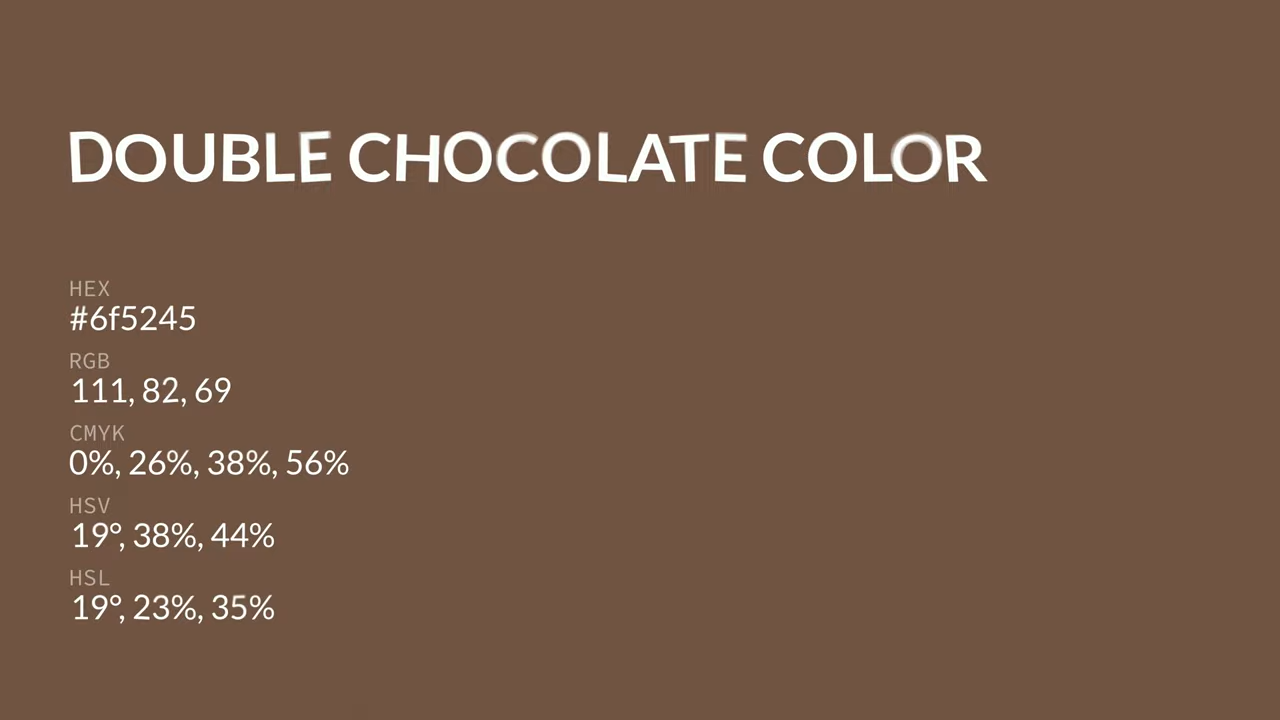 DOUBLE CHOCOLATE COLOR
HEX
#6f5245
RGB
111, 82, 69
CMYK
0%, 26%, 38%, 56%
HSV
19°, 38%, 44%
HSL
19°, 23%, 35%